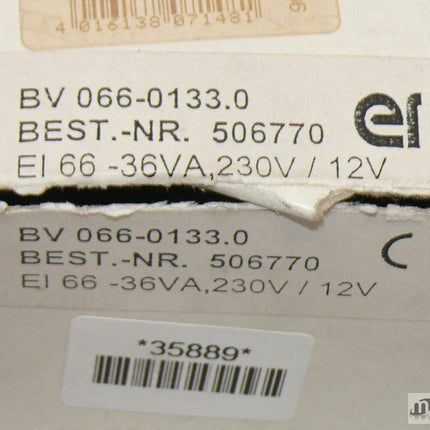 4 016138 071481
BV 066-0133.0
BEST.-NR. 506770
EI 66 -36VA,230V / 12V
BV 066-0133.0
BEST.-NR. 506770
EI 66 -36VA,230V / 12V
*35889*